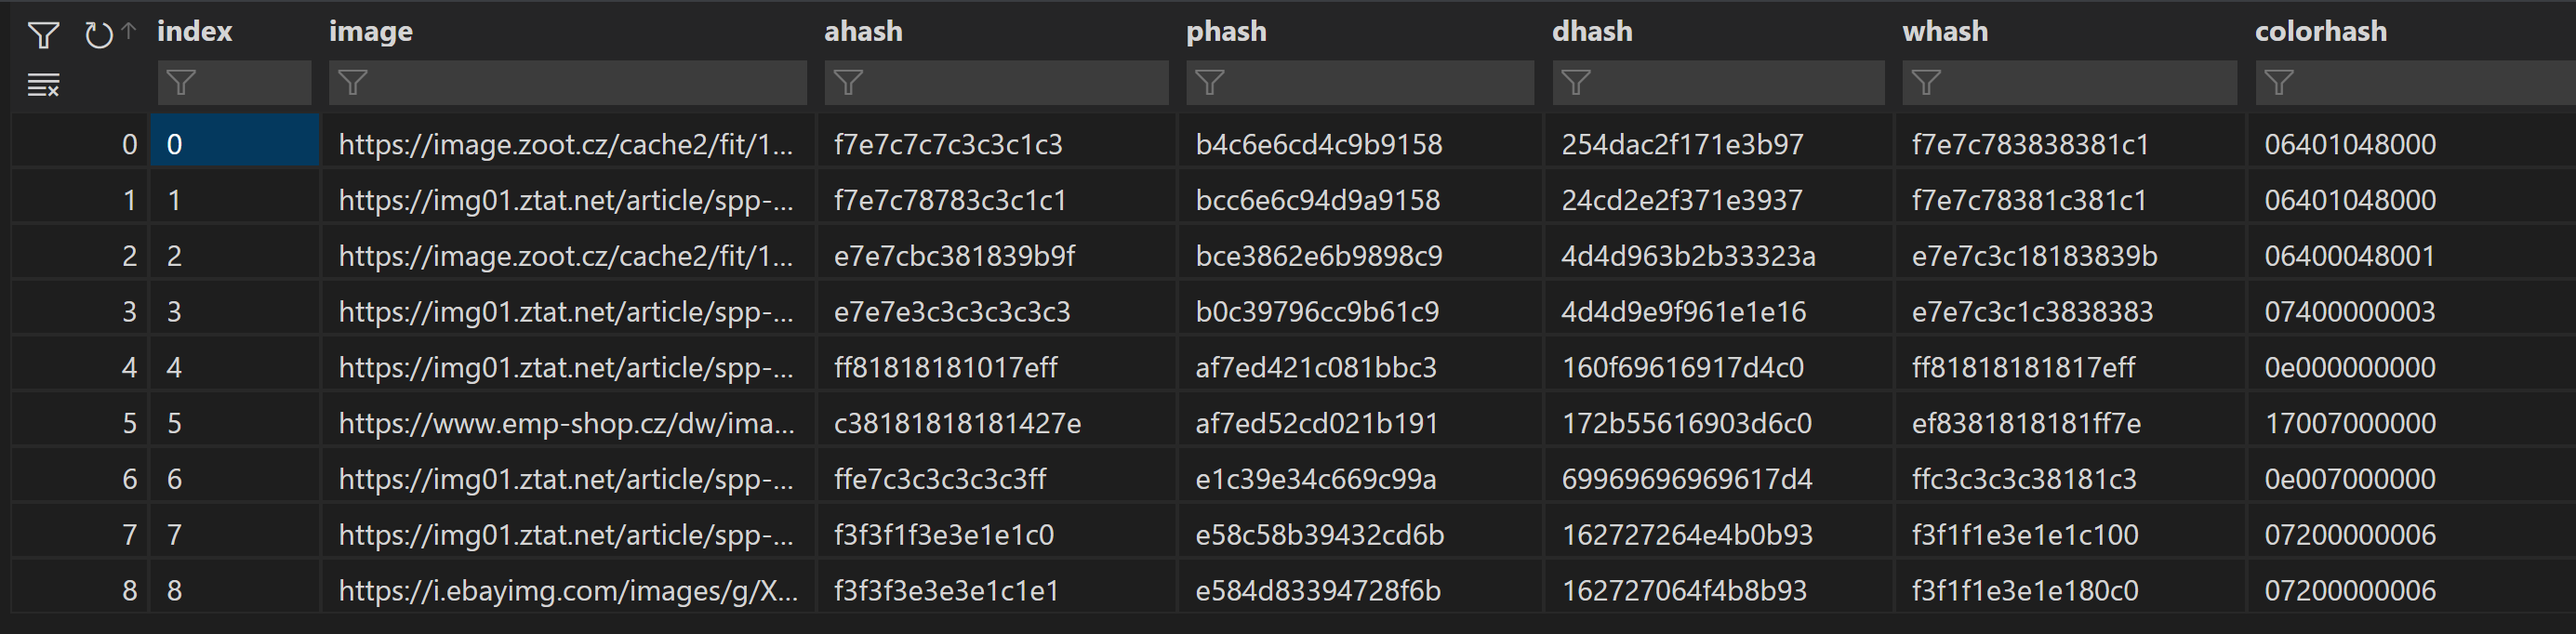 index image ahash phash dhash whash colorhash
0 0 https://image.zoot.cz/cache2/fit/1... f7e7c7c7c3c3c1c3 b4c6e6cd4c9b9158 254dac2f171e3b97 f7e7c783838381c1 06401048000
1 1 https://img01.ztat.net/article/spp-... f7e7c78783c3c1c1 bcc6e6c94d9a9158 24cd2e2f371e3937 f7e7c78381c381c1 06401048000
2 2 https://image.zoot.cz/cache2/fit/1... e7e7cbc381839b9f bce3862e6b9898c9 4d4d963b2b33323a e7e7c3c18183839b 06400048001
3 3 https://img01.ztat.net/article/spp-... e7e7e3c3c3c3c3c3 b0c39796cc9b61c9 4d4d9e9f961e1e16 e7e7c3c1c3838383 07400000003
4 4 https://img01.ztat.net/article/spp-... ff81818181017eff af7ed421c081bbc3 160f69616917d4c0 ff81818181817eff 0e000000000
5 5 https://www.emp-shop.cz/dw/ima... c38181818181427e af7ed52cd021b191 172b55616903d6c0 ef8381818181ff7e 17007000000
6 6 https://img01.ztat.net/article/spp-... ffe7c3c3c3c3c3ff e1c39e34c669c99a 6969696969617d4 ffc3c3c3c38181c3 0e007000000
7 7 https://img01.ztat.net/article/spp-... f3f3f1f3e3e1e1c0 e58c58b39432cd6b 162727264e4b0b93 f3f1f1e3e1e1c100 07200000006
8 8 https://i.ebayimg.com/images/g/X... f3f3f3e3e3e1c1e1 e584d83394728f6b 162727064f4b8b93 f3f1f1e3e1e180c0 07200000006